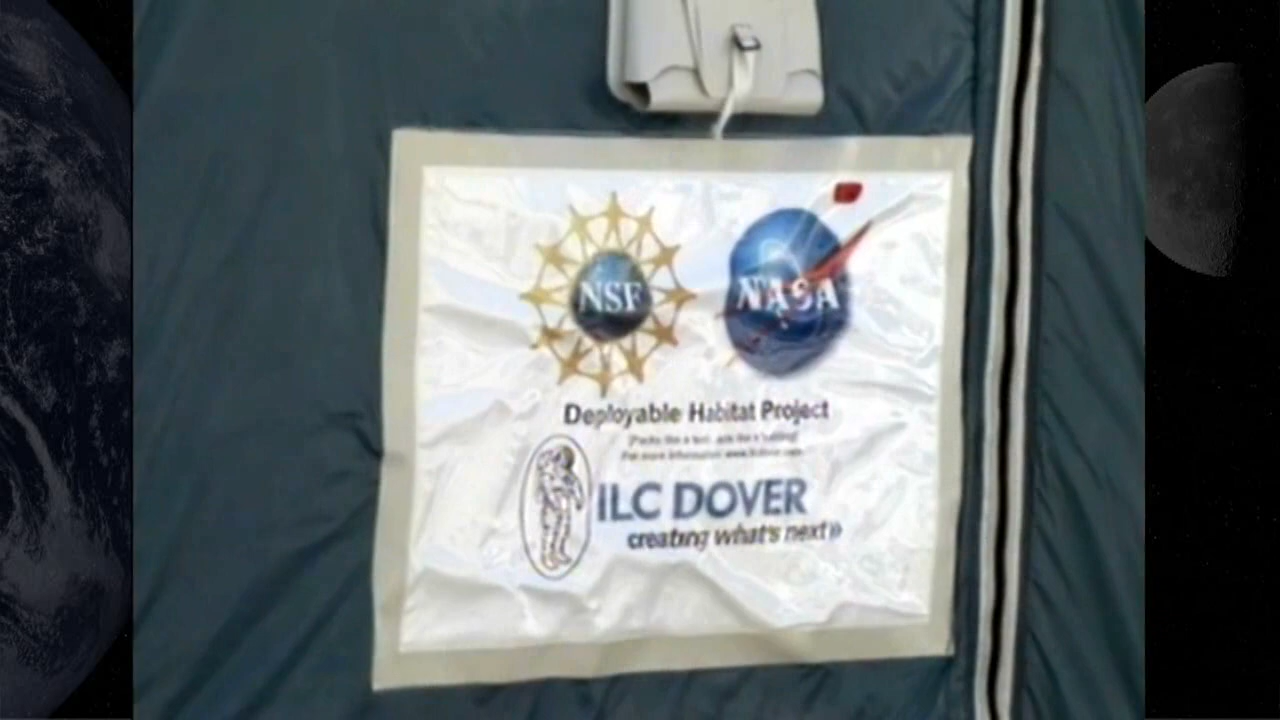 NSF
NASA
Deployable Habitat Project
ILC DOVER
creating what's next»